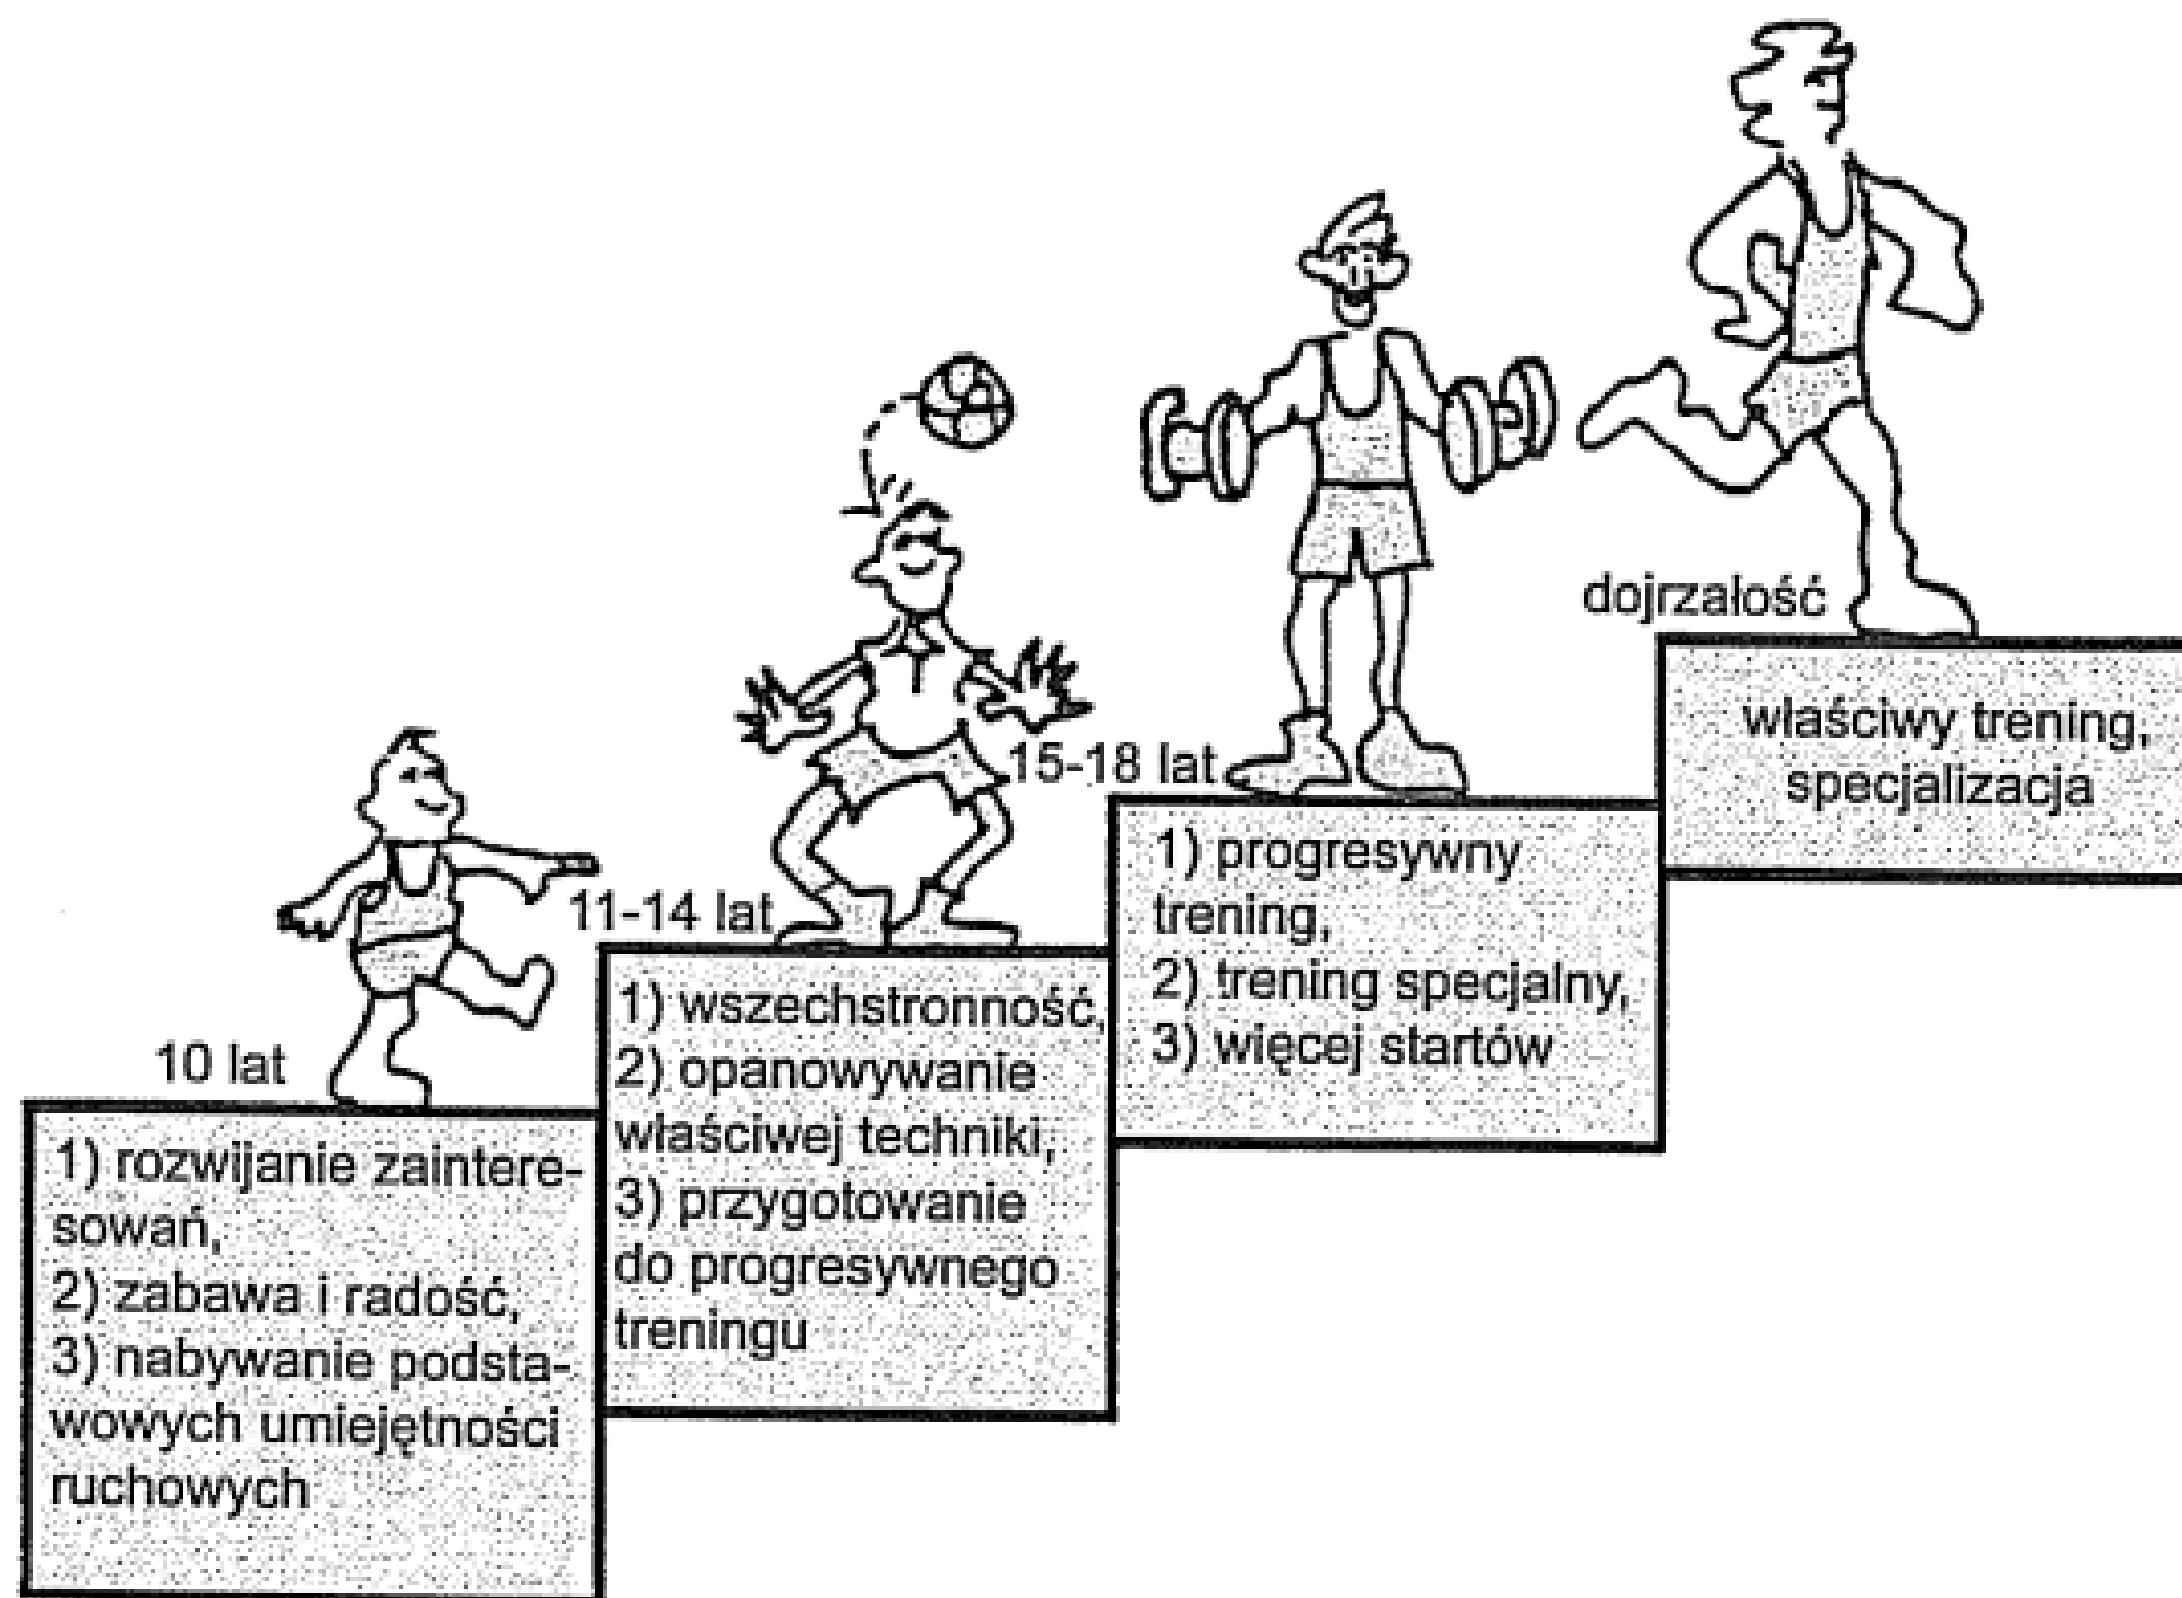 10 lat
1) rozwijanie zaintere-
sowań,
2) zabawa i radość,
3) nabywanie podsta-
wowych umiejętności
ruchowych
11-14 lat
1) wszechstronność,
2) opanowywanie
właściwej techniki,
3) przygotowanie
do progresywnego
treningu
15-18 lat
1) progresywny
trening,
2) trening specjalny,
3) więcej startów
dojrzałość
właściwy trening,
specjalizacja